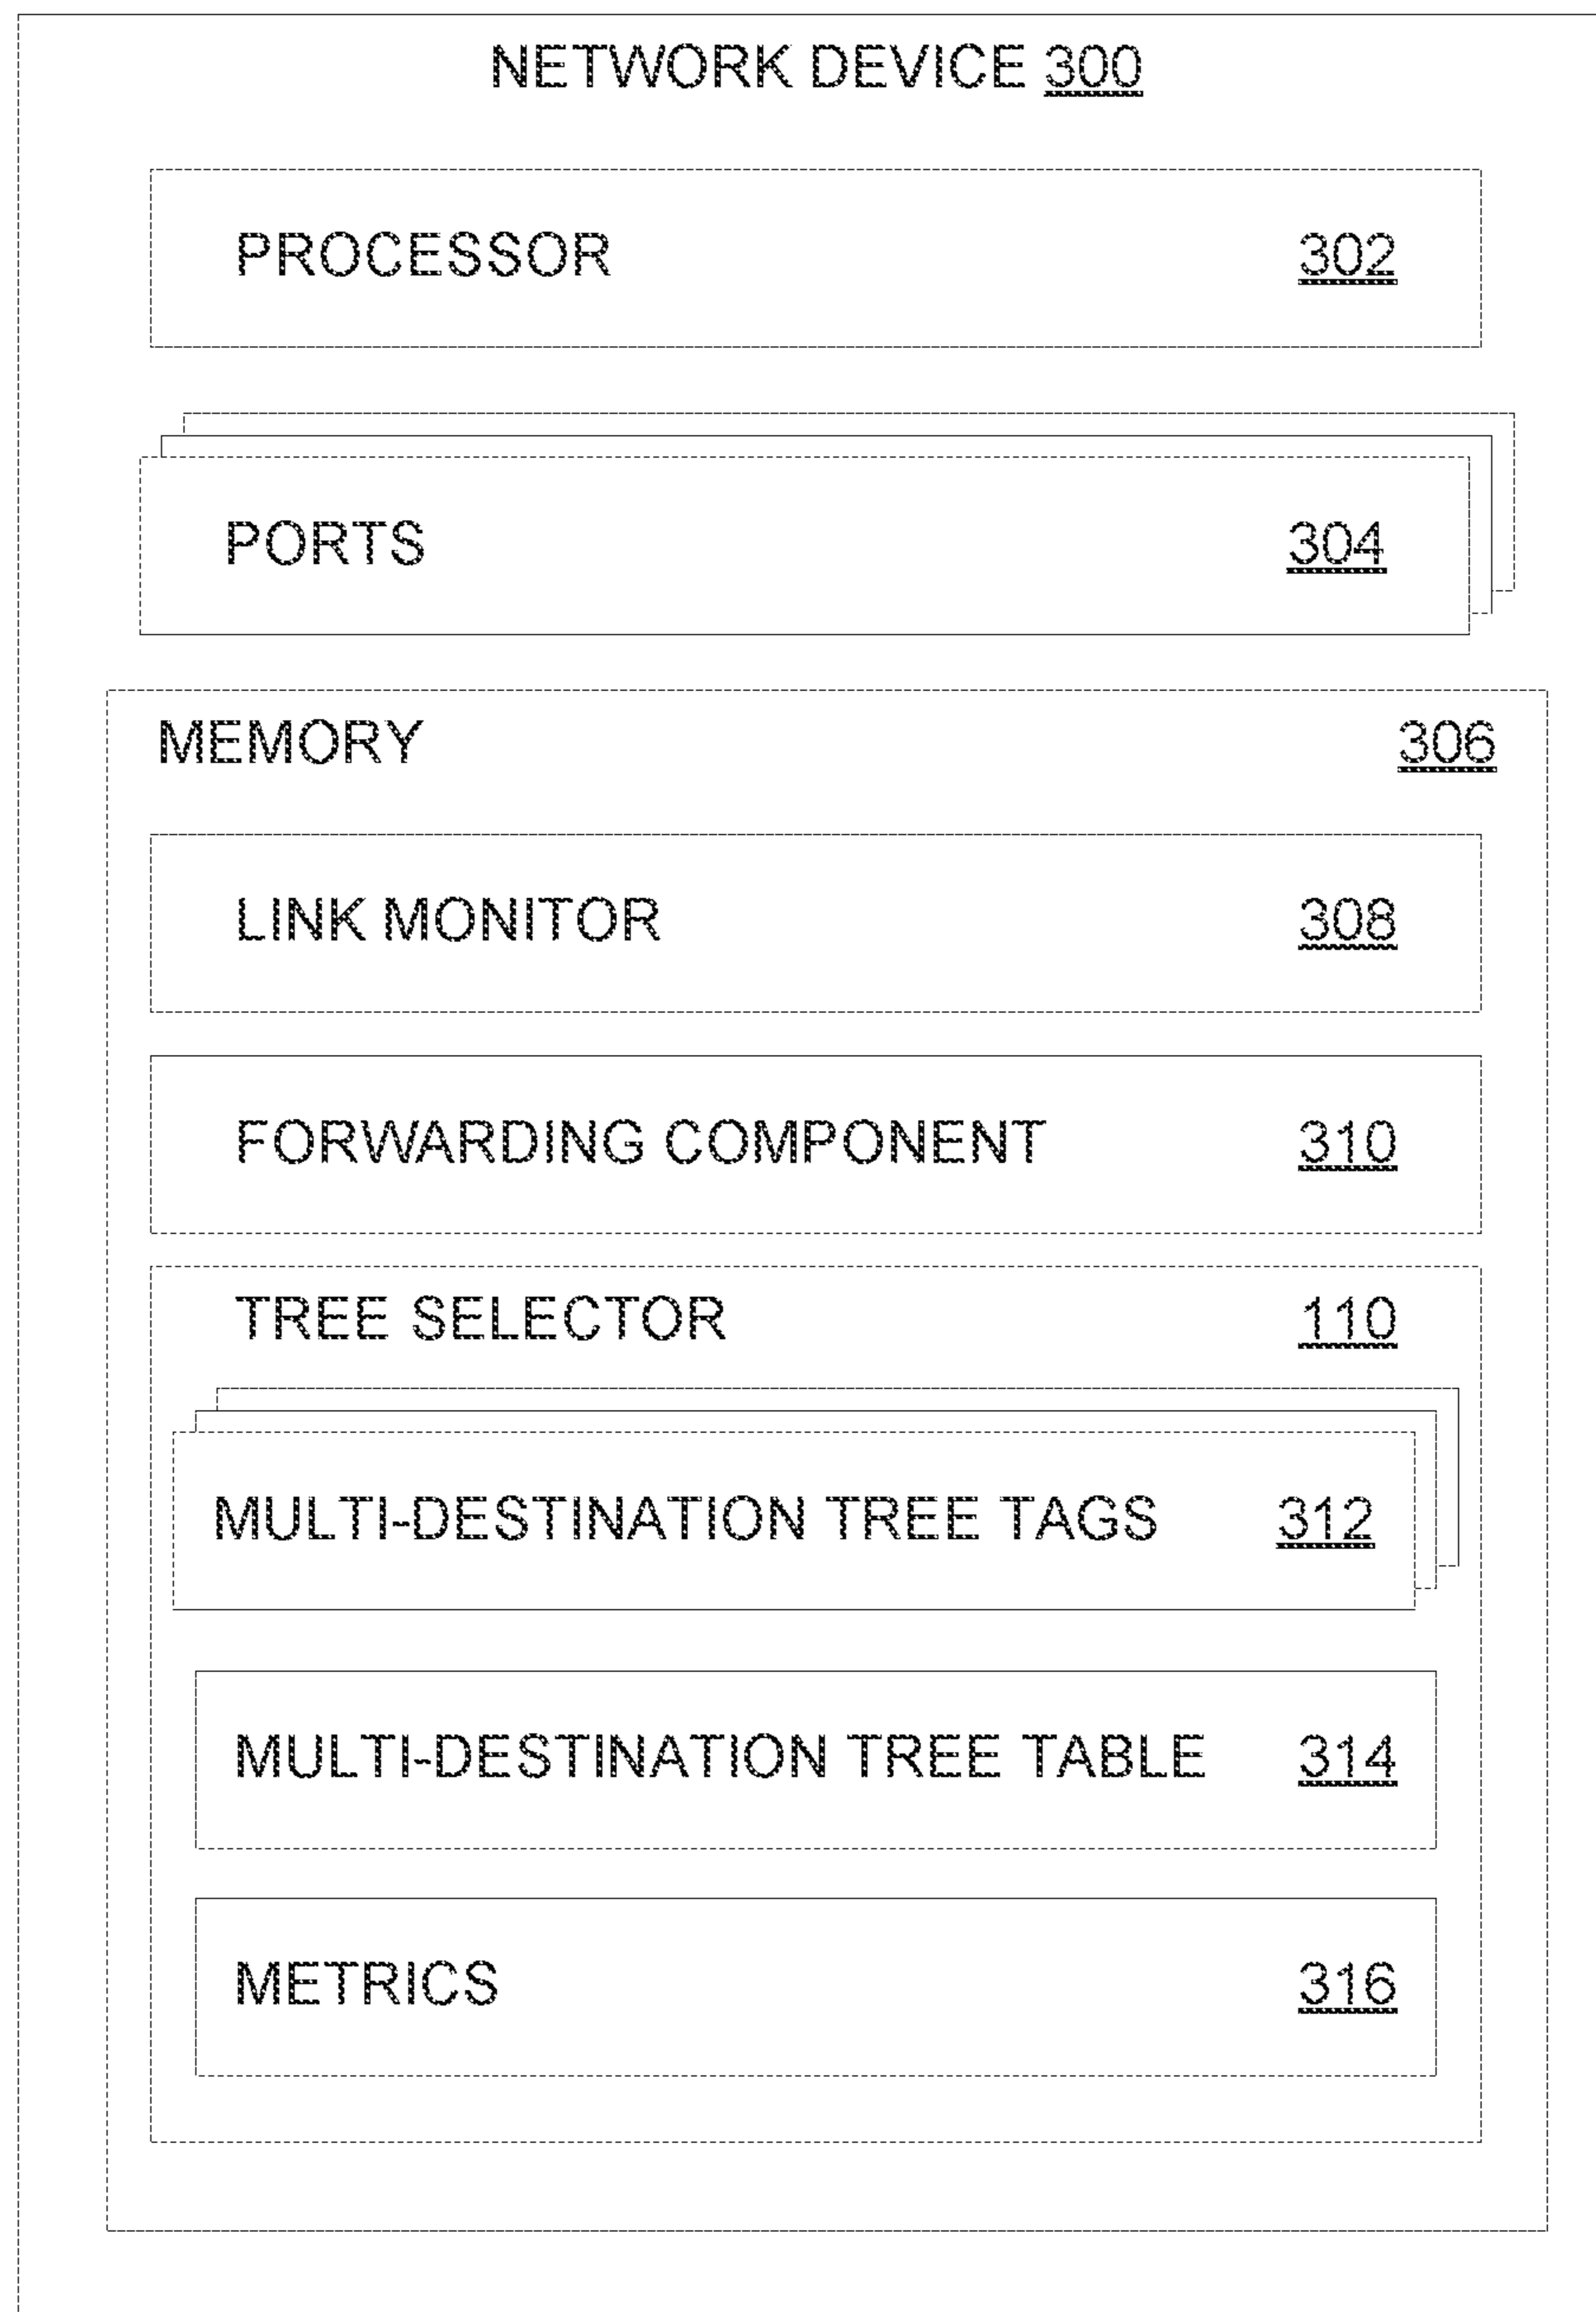 NETWORK DEVICE 300
PROCESSOR 302
PORTS 304
MEMORY 306
LINK MONITOR 308
FORWARDING COMPONENT 310
TREE SELECTOR 110
MULTI-DESTINATION TREE TAGS 312
MULTI-DESTINATION TREE TABLE 314
METRICS 316